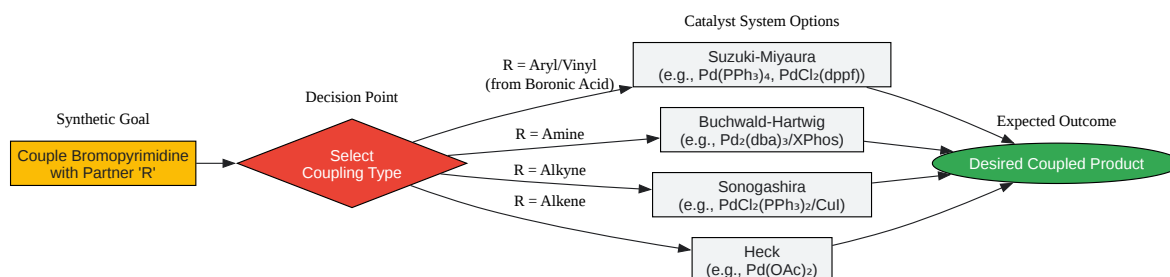 Synthetic Goal
Couple Bromopyrimidine
with Partner 'R'
Decision Point
Select
Coupling Type
R = Aryl/Vinyl
(from Boronic Acid)
R = Amine
R = Alkyne
R = Alkene
Catalyst System Options
Suzuki-Miyaura
(e.g., Pd(PPh₃)₄, PdCl₂(dppf))
Buchwald-Hartwig
(e.g., Pd₂(dba)₃/XPhos)
Sonogashira
(e.g., PdCl₂(PPh₃)₂/CuI)
Heck
(e.g., Pd(OAc)₂)
Expected Outcome
Desired Coupled Product